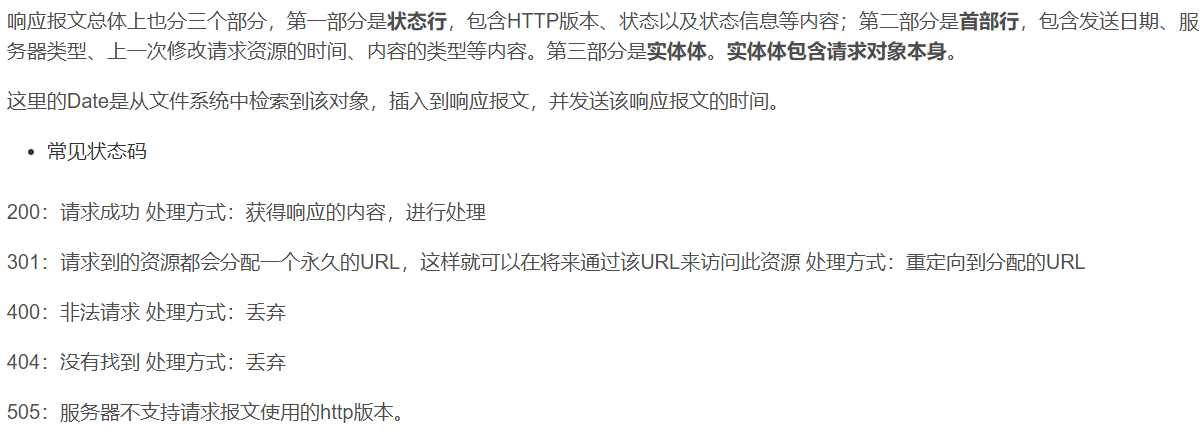 响应报文总体上也分三个部分，第一部分是状态行，包含HTTP版本、状态以及状态信息等内容；第二部分是首部行，包含发送日期、服
务器类型、上一次修改请求资源的时间、内容的类型等内容。第三部分是实体体。实体体包含请求对象本身。
这里的Date是从文件系统中检索到该对象，插入到响应报文，并发送该响应报文的时间。
• 常见状态码
200：请求成功 处理方式：获得响应的内容，进行处理
301：请求到的资源都会分配一个永久的URL，这样就可以在将来通过该URL来访问此资源 处理方式：重定向到分配的URL
400：非法请求 处理方式：丢弃
404：没有找到 处理方式：丢弃
505：服务器不支持请求报文使用的http版本。